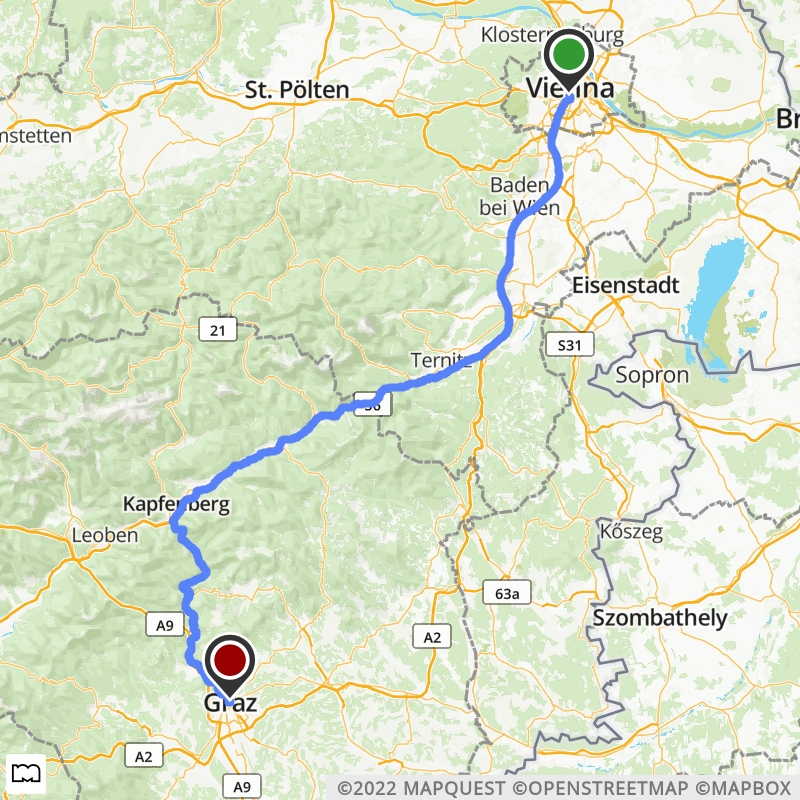 Klosterneuburg
Vienna
St. Pölten
mstetten
Br
Baden
bei Wien
Eisenstadt
21
S31
Ternitz
Sopron
S6
Kapfenberg
Leoben
Kőszeg
63a
A9
Szombathely
A2
Graz
A2
A9
©2022 MAPQUEST ©OPENSTREETMAP ©MAPBOX